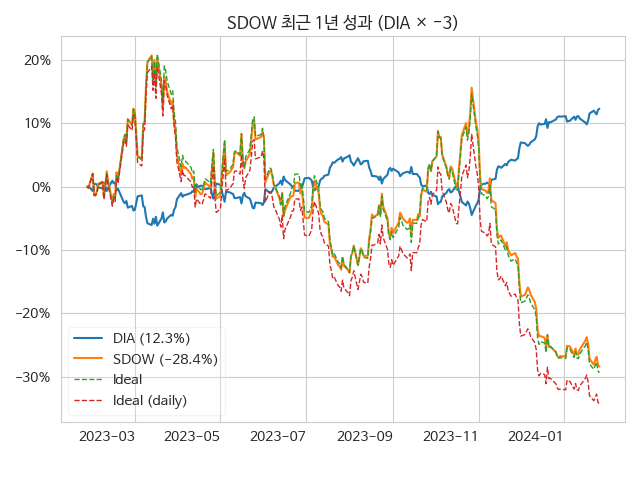 SDOW 최근 1년 성과 (DIA × −3)
20%
10%
0%
−10%
−20%
−30%
DIA (12.3%)
SDOW (−28.4%)
Ideal
Ideal (daily)
2023−03 2023−05 2023−07 2023−09 2023−11 2024−01